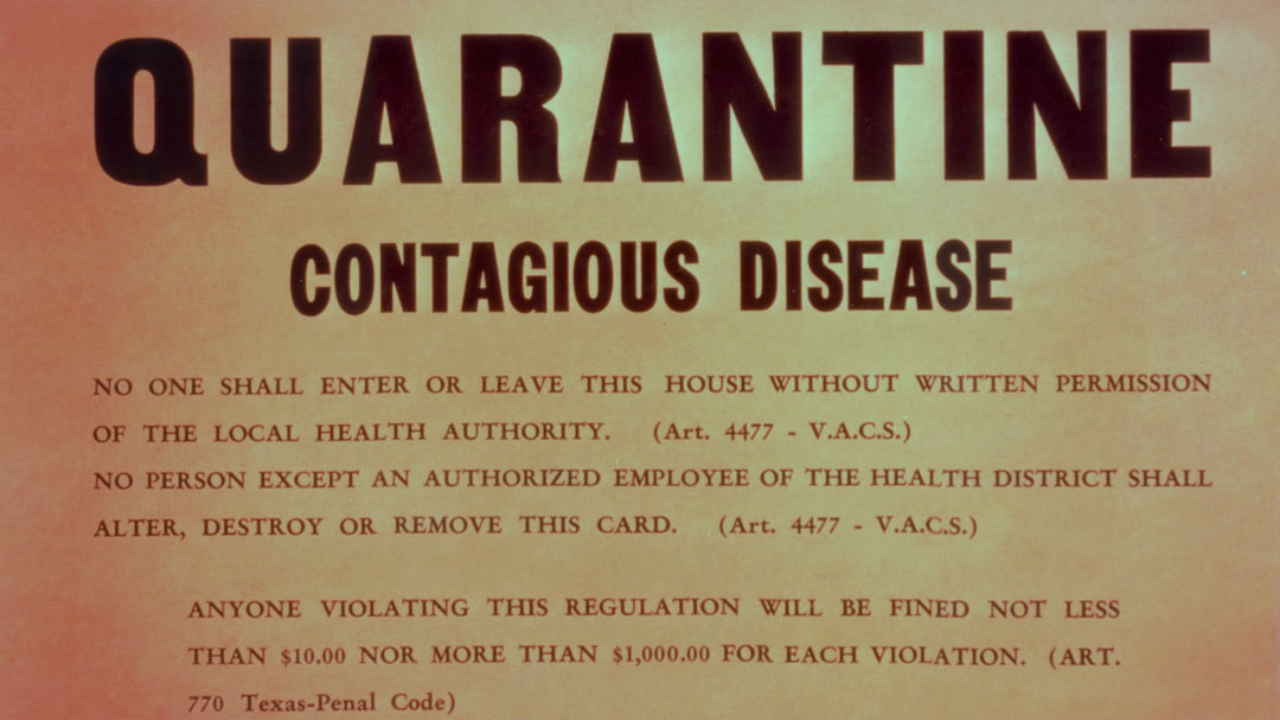 QUARANTINE
CONTAGIOUS DISEASE
NO ONE SHALL ENTER OR LEAVE THIS HOUSE WITHOUT WRITTEN PERMISSION
OF THE LOCAL HEALTH AUTHORITY. (Art. 4477 - V.A.C.S.)
NO PERSON EXCEPT AN AUTHORIZED EMPLOYEE OF THE HEALTH DISTRICT SHALL
ALTER, DESTROY OR REMOVE THIS CARD. (Art. 4477 - V.A.C.S.)
ANYONE VIOLATING THIS REGULATION WILL BE FINED NOT LESS
THAN $10.00 NOR MORE THAN $1,000.00 FOR EACH VIOLATION. (ART.
770 Texas-Penal Code)